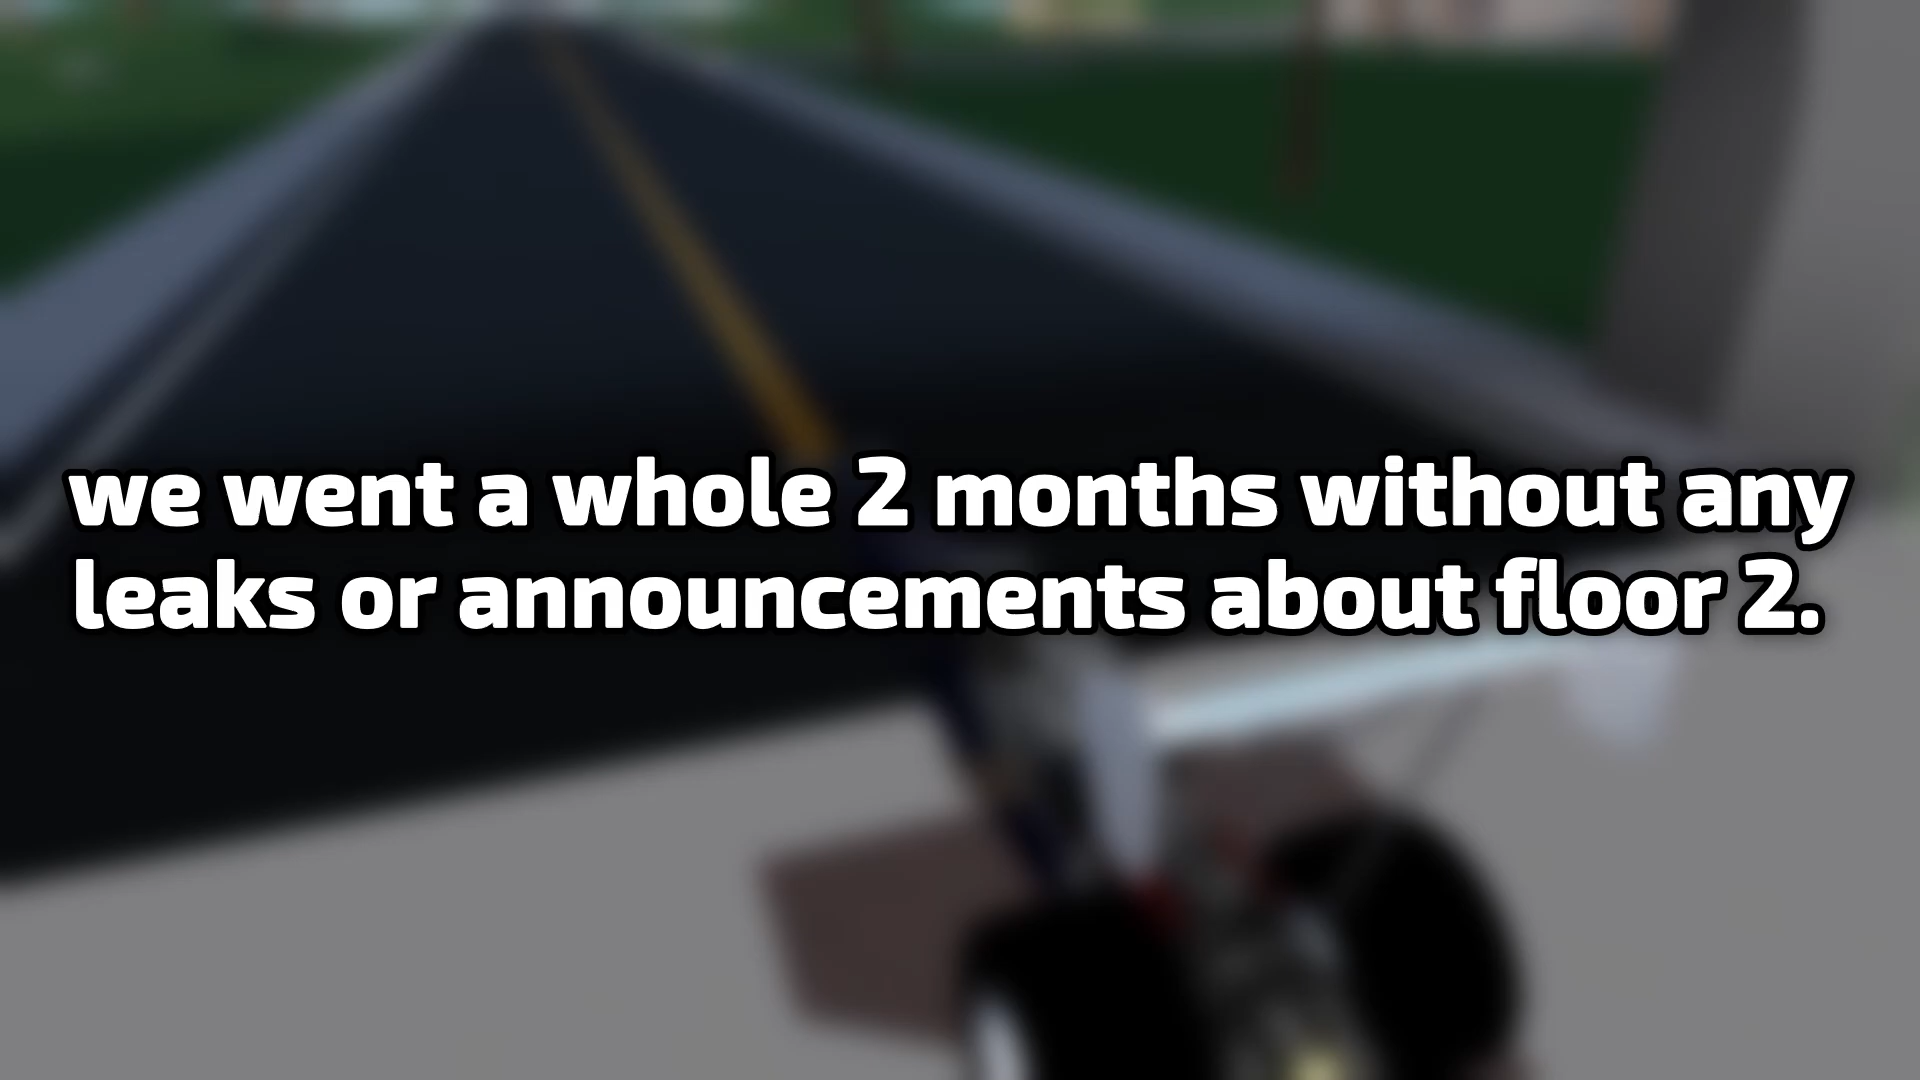 we went a whole 2 months without any
leaks or announcements about floor 2.